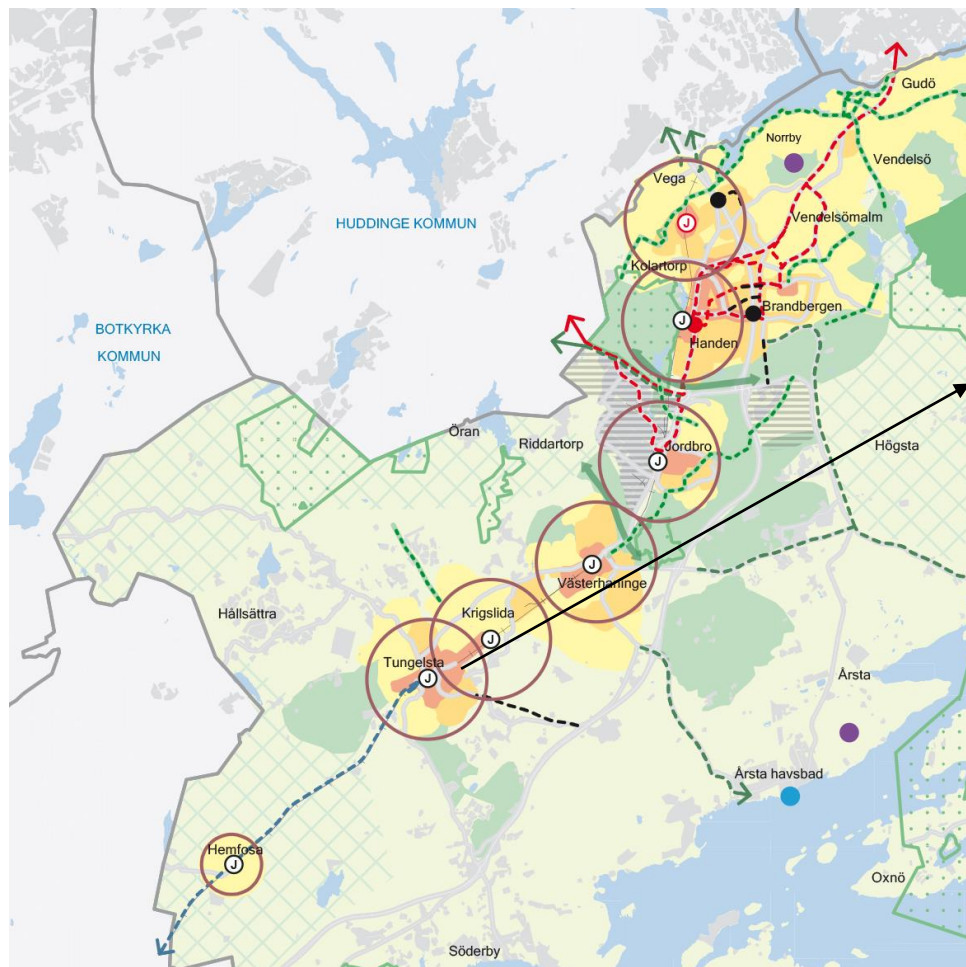 Gudö
Norrby
Vendelsö
Vega
Vendelsömalm
HUDDINGE KOMMUN
J
Kolartorp
Brandbergen
J
Handen
BOTKYRKA
KOMMUN
Öran
Riddartorp
Jordbro
Högsta
J
J
Västerhaninge
Hållsättra
Krigslida
J
Tungelsta
J
Årsta
Årsta havsbad
Hemfosa
J
Oxnö
Söderby